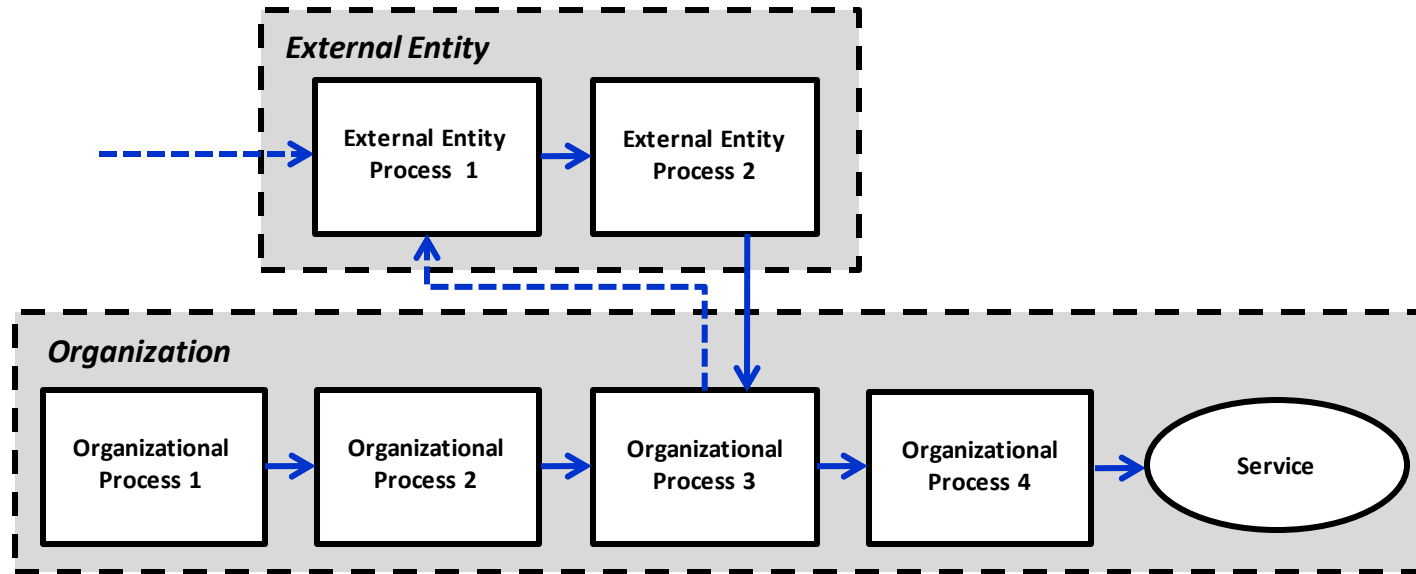 External Entity
External Entity
Process 1
External Entity
Process 2
Organization
Organizational
Process 1
Organizational
Process 2
Organizational
Process 3
Organizational
Process 4
Service